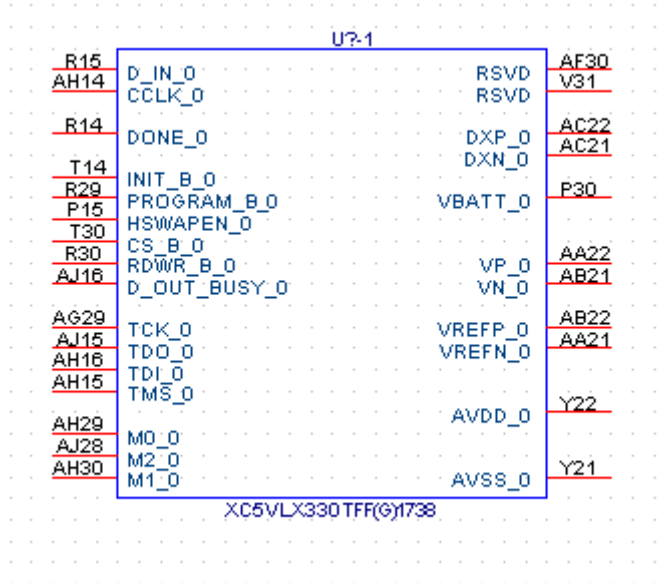 U?-1
R15 D_IN_0 RSVD AF30
AH14 CCLK_0 RSVD V31
R14 DONE_0 DXP_0 AC22
DXN_0 AC21
T14 INIT_B_0
R29 PROGRAM_B_0 VBATT_0 P30
P15 HSWAPEN_0
T30 CS_B_0
R30 RDWR_B_0 VP_0 AA22
AJ16 D_OUT_BUSY_0 VN_0 AB21
AG29 TCK_0 VREFP_0 AB22
AJ15 TDO_0 VREFN_0 AA21
AH16 TDI_0
AH15 TMS_0
AVDD_0 Y22
AH29 M0_0
AJ28 M2_0
AH30 M1_0 AVSS_0 Y21
XC5VLX330TFF(G)1738